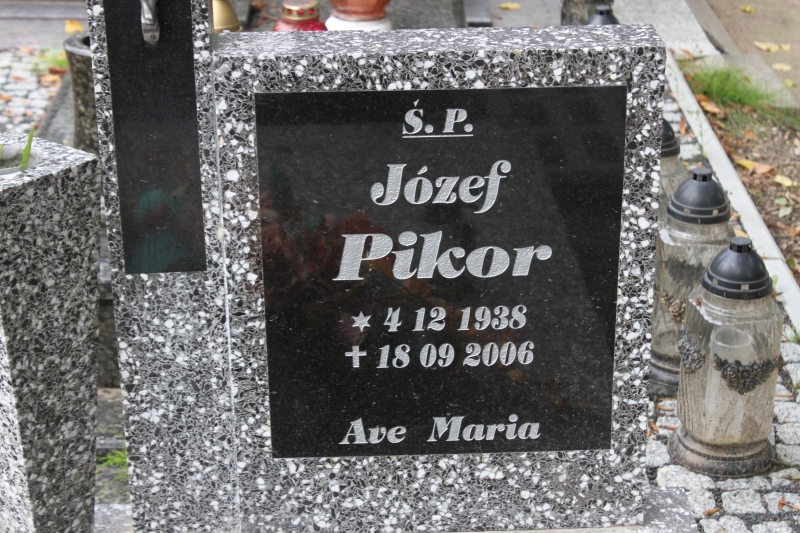 Ś. P.
Józef
Pikor
✶ 4 12 1938
✝ 18 09 2006
Ave Maria